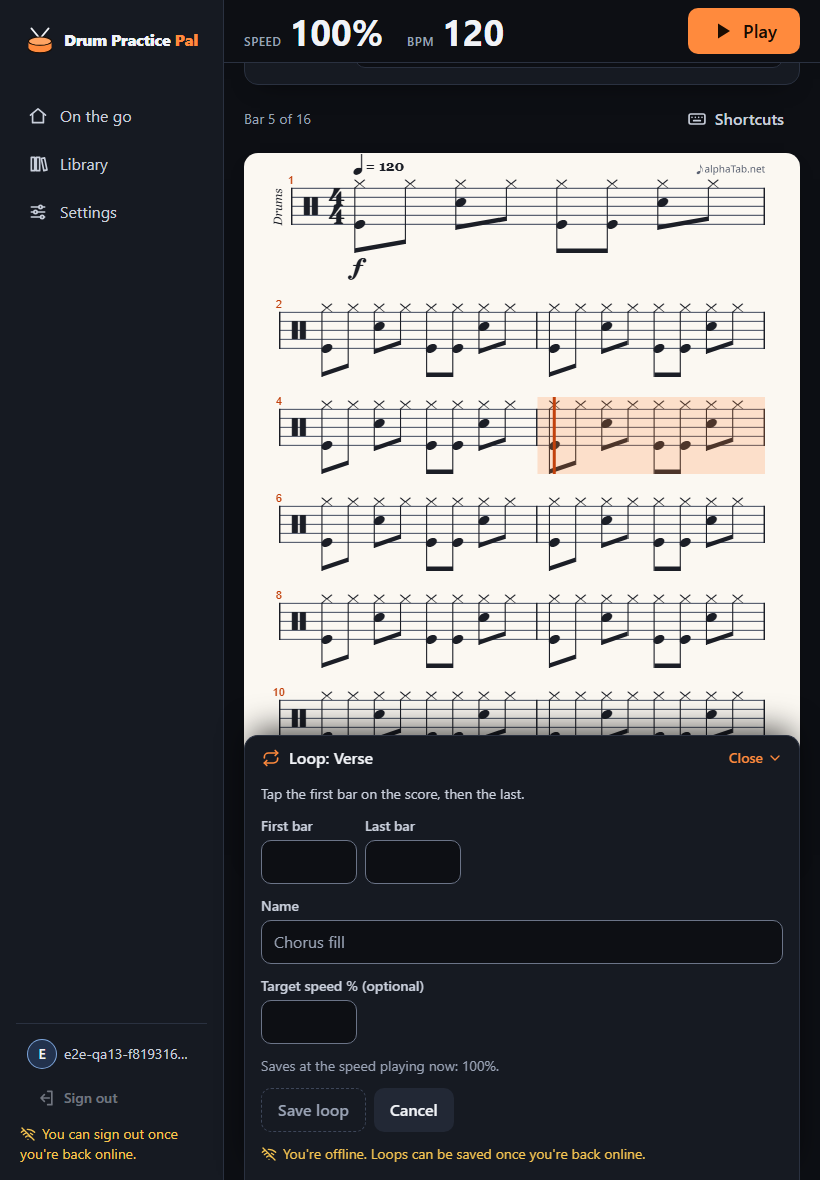 Drum Practice Pal
SPEED 100% BPM 120
Play
On the go
Library
Settings
Bar 5 of 16
Shortcuts
= 120
♪alphaTab.net
Drums
1
4
4
f
2
4
6
8
10
Loop: Verse
Close
Tap the first bar on the score, then the last.
First bar Last bar
Name
Chorus fill
Target speed % (optional)
Saves at the speed playing now: 100%.
Save loop Cancel
You're offline. Loops can be saved once you're back online.
E e2e-qa13-f819316...
Sign out
You can sign out once
you're back online.